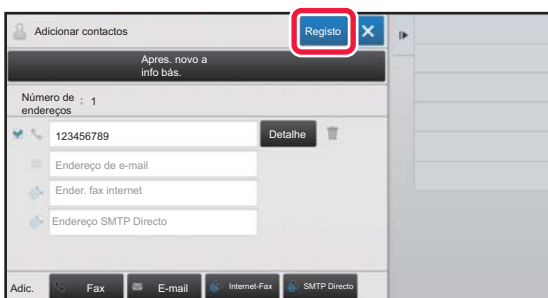 Adicionar contactos
Registo
Apres. novo a
info bás.
Número de : 1
endereços
123456789
Detalhe
Endereço de e-mail
Ender. fax internet
Endereço SMTP Directo
Adic.
Fax
E-mail
Internet-Fax
SMTP Directo